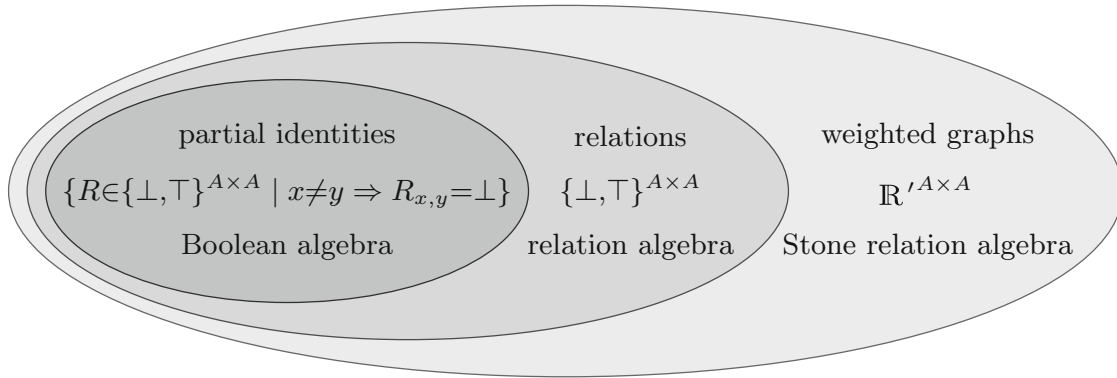 partial identities relations weighted graphs
{R∈{⊥,⊤}^{A×A} | x≠y ⇒ R_{x,y}=⊥} {⊥,⊤}^{A×A} ℝ′^{A×A}
Boolean algebra relation algebra Stone relation algebra